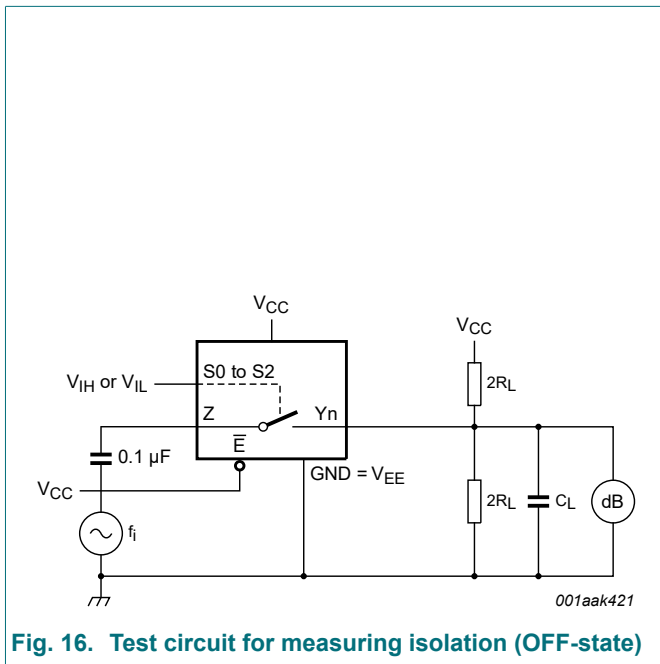 VCC
VCC
S0 to S2
VIH or VIL
2RL
Z
Yn
E̅
0.1 µF
GND = VEE
VCC
2RL
CL
dB
fi
001aak421
Fig. 16. Test circuit for measuring isolation (OFF-state)